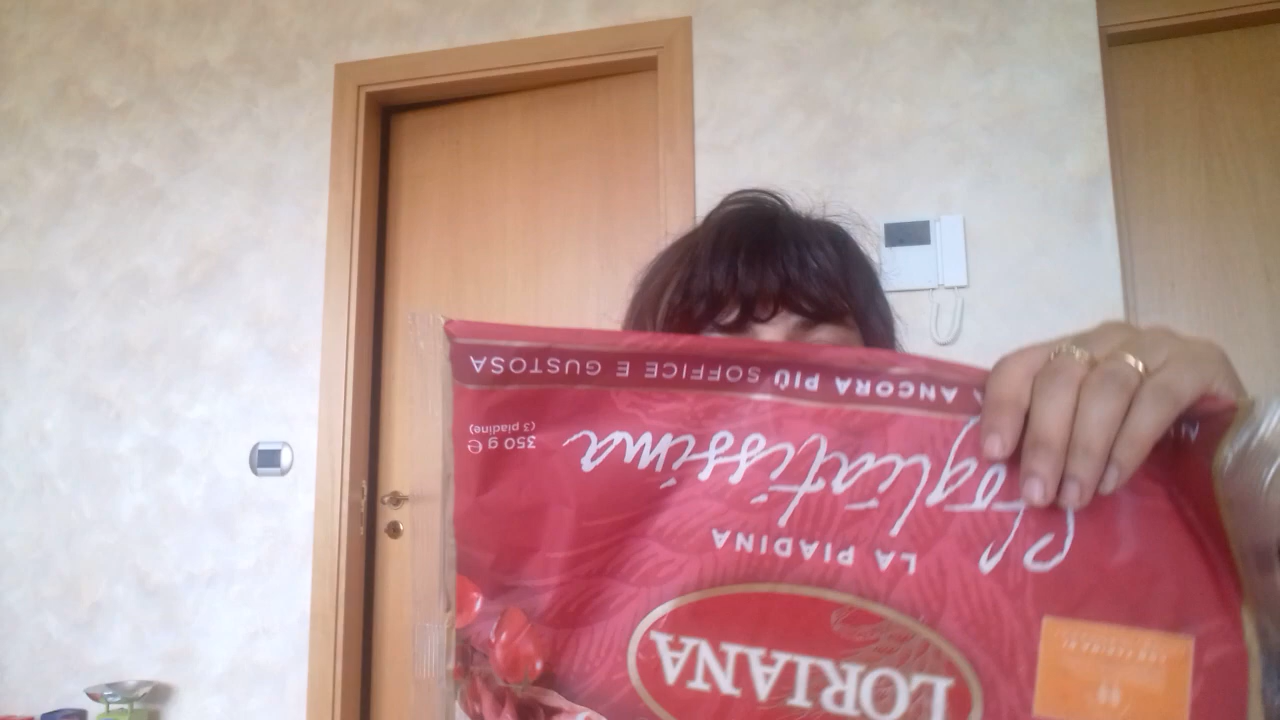 LORIANA
LA PIADINA
Sfogliatissima
350 g e
(3 piadine)
ANCORA PIÙ SOFFICE E GUSTOSA